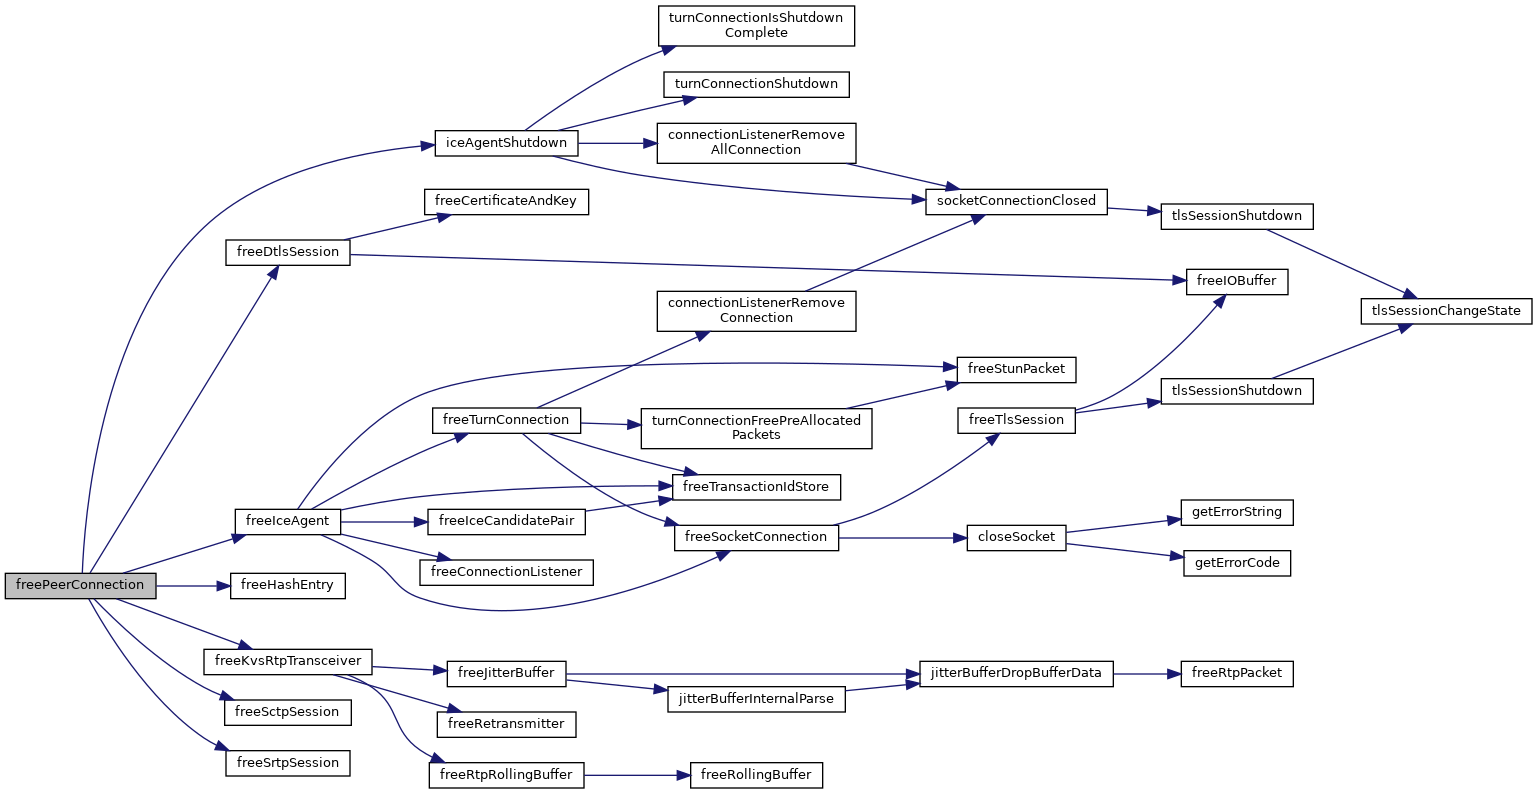 turnConnectionIsShutdown
Complete
turnConnectionShutdown
iceAgentShutdown
connectionListenerRemove
AllConnection
freeCertificateAndKey
socketConnectionClosed
tlsSessionShutdown
freeDtlsSession
freeIOBuffer
connectionListenerRemove
Connection
tlsSessionChangeState
freeStunPacket
tlsSessionShutdown
freeTurnConnection
turnConnectionFreePreAllocated
Packets
freeTlsSession
freeTransactionIdStore
freeIceAgent
freeIceCandidatePair
getErrorString
freeSocketConnection
closeSocket
freeConnectionListener
getErrorCode
freePeerConnection
freeHashEntry
freeKvsRtpTransceiver
freeJitterBuffer
jitterBufferDropBufferData
freeRtpPacket
jitterBufferInternalParse
freeSctpSession
freeRetransmitter
freeSrtpSession
freeRtpRollingBuffer
freeRollingBuffer